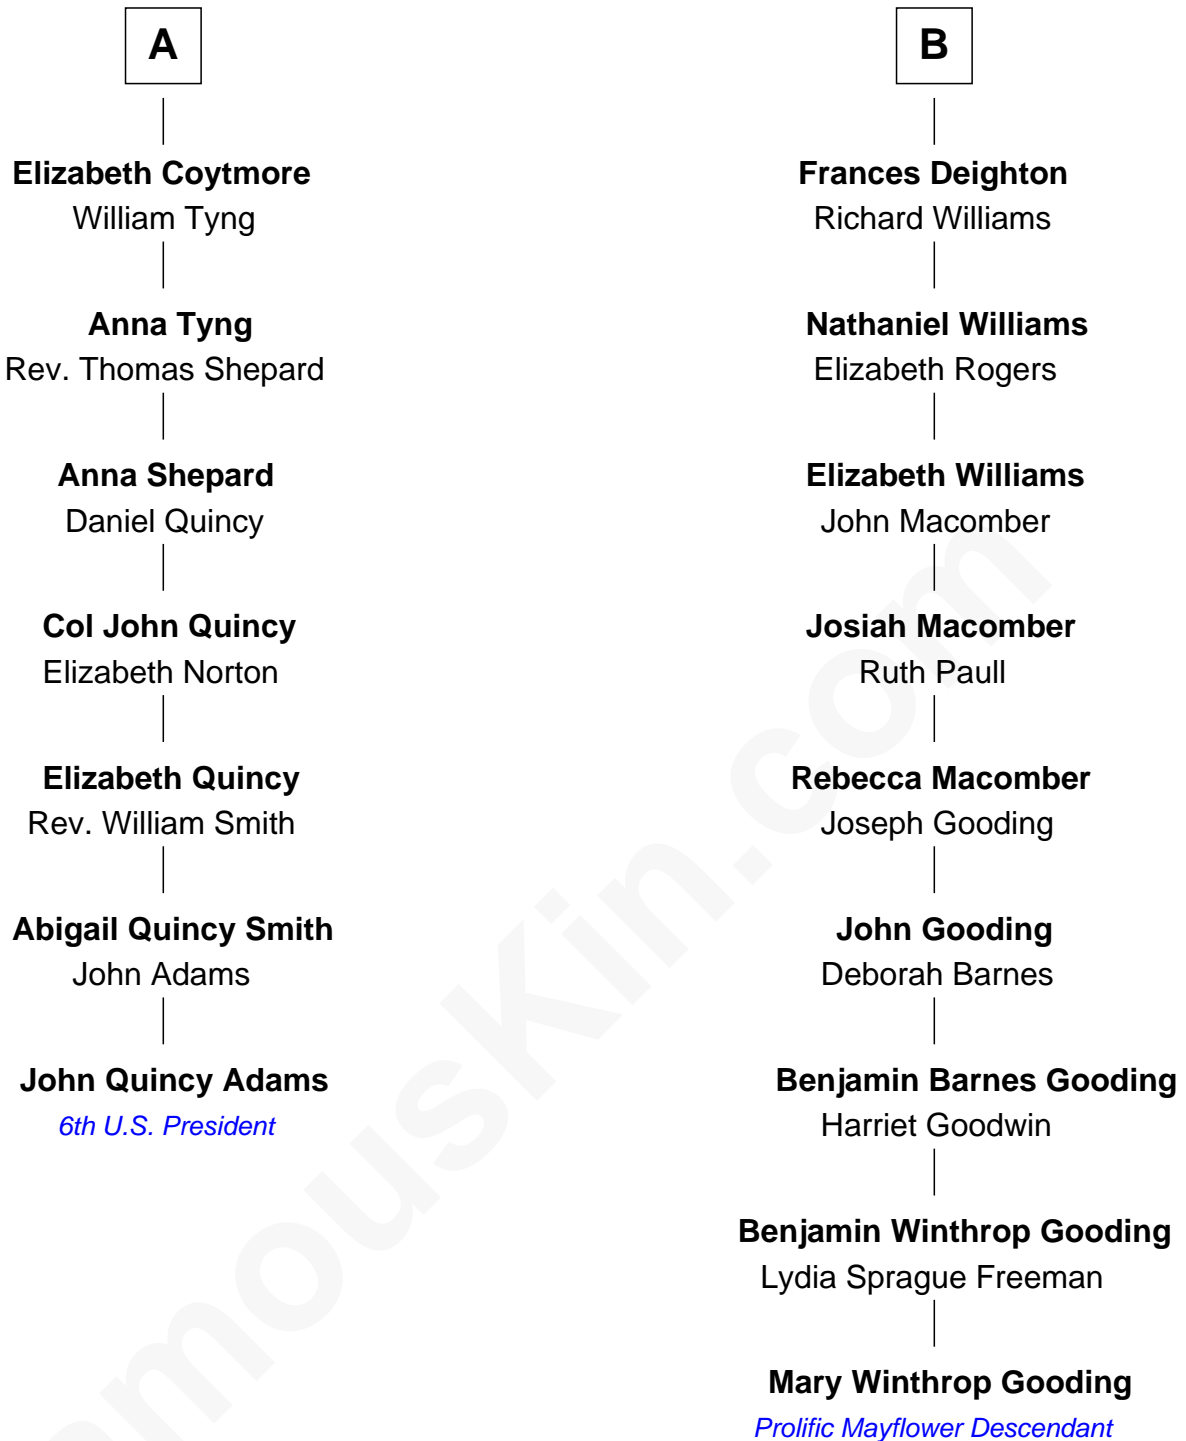 A
Elizabeth Coytmore
William Tyng
Anna Tyng
Rev. Thomas Shepard
Anna Shepard
Daniel Quincy
Col John Quincy
Elizabeth Norton
Elizabeth Quincy
Rev. William Smith
Abigail Quincy Smith
John Adams
John Quincy Adams
6th U.S. President
B
Frances Deighton
Richard Williams
Nathaniel Williams
Elizabeth Rogers
Elizabeth Williams
John Macomber
Josiah Macomber
Ruth Paull
Rebecca Macomber
Joseph Gooding
John Gooding
Deborah Barnes
Benjamin Barnes Gooding
Harriet Goodwin
Benjamin Winthrop Gooding
Lydia Sprague Freeman
Mary Winthrop Gooding
Prolific Mayflower Descendant
amousKin.com